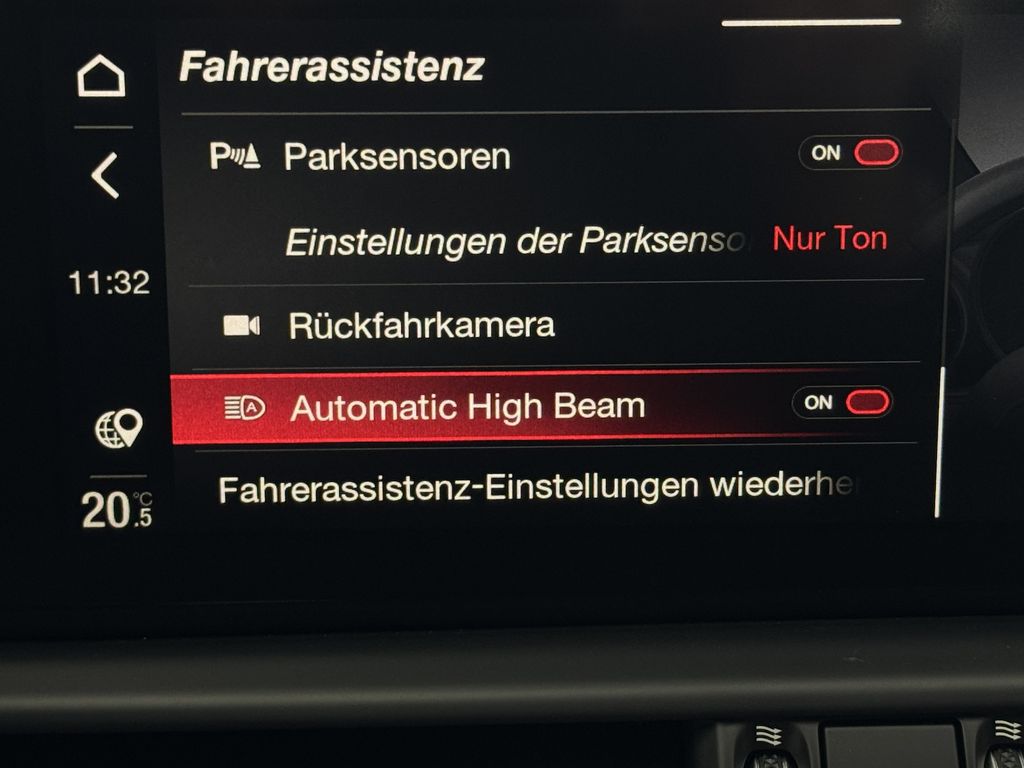 Fahrerassistenz
P Parksensoren ON
Einstellungen der Parksenso Nur Ton
11:32
Rückfahrkamera
A Automatic High Beam ON
Fahrerassistenz-Einstellungen wiederhe
20.5 °C